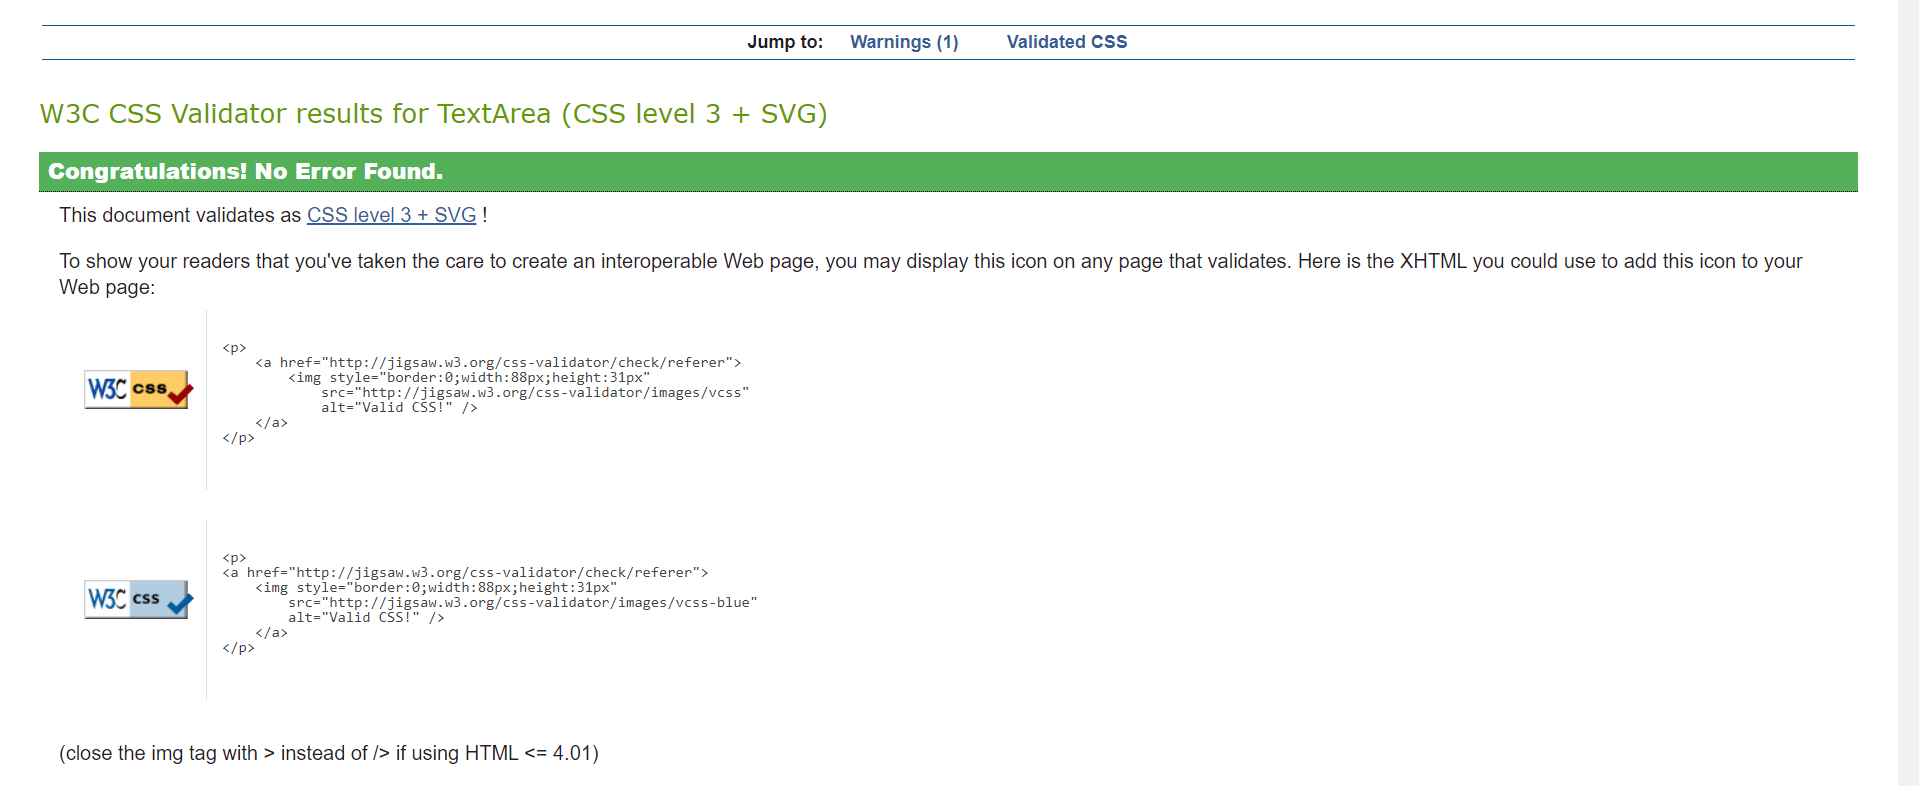 Jump to: Warnings (1) Validated CSS
W3C CSS Validator results for TextArea (CSS level 3 + SVG)
Congratulations! No Error Found.
This document validates as CSS level 3 + SVG !
To show your readers that you've taken the care to create an interoperable Web page, you may display this icon on any page that validates. Here is the XHTML you could use to add this icon to your
Web page:
W3C css
<p>
    <a href="http://jigsaw.w3.org/css-validator/check/referer">
        <img style="border:0;width:88px;height:31px"
            src="http://jigsaw.w3.org/css-validator/images/vcss"
            alt="Valid CSS!" />
    </a>
</p>
W3C css
<p>
<a href="http://jigsaw.w3.org/css-validator/check/referer">
    <img style="border:0;width:88px;height:31px"
        src="http://jigsaw.w3.org/css-validator/images/vcss-blue"
        alt="Valid CSS!" />
    </a>
</p>
(close the img tag with > instead of /> if using HTML <= 4.01)